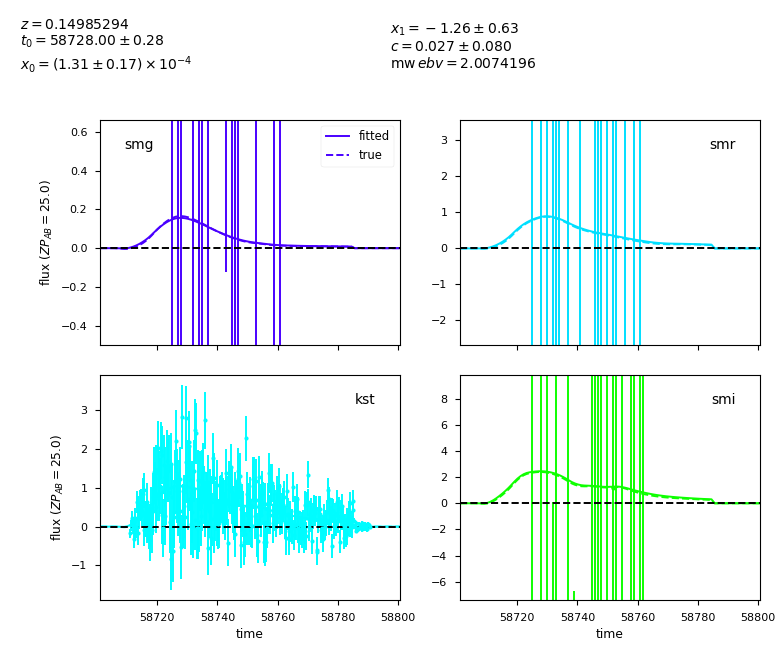 z = 0.14985294
t₀ = 58728.00 ± 0.28
x₀ = (1.31 ± 0.17) × 10⁻⁴
x₁ = −1.26 ± 0.63
c = 0.027 ± 0.080
mw ebv = 2.0074196
smg
fitted
true
flux (ZP_AB = 25.0)
0.6
0.4
0.2
0.0
−0.2
−0.4
smr
3
2
1
0
−1
−2
kst
flux (ZP_AB = 25.0)
3
2
1
0
−1
58720 58740 58760 58780 58800
time
smi
8
6
4
2
0
−2
−4
−6
58720 58740 58760 58780 58800
time